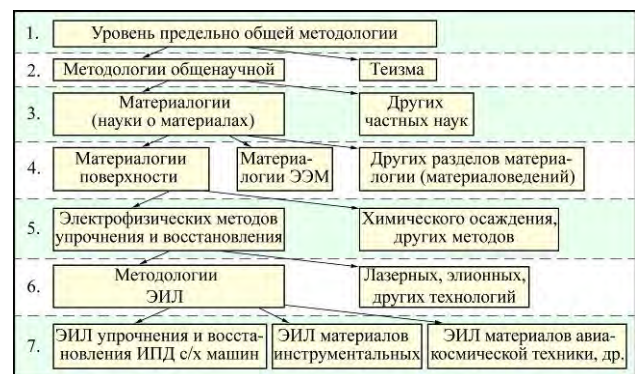 1. Уровень предельно общей методологии
2. Методологии общенаучной Теизма
3. Материалогии
(науки о материалах)
Других
частных наук
4. Материалогии
поверхности
Материа-
логии ЭЭМ
Других разделов материа-
логии (материаловедений)
5. Электрофизических методов
упрочнения и восстановления
Химического осаждения,
других методов
6. Методологии
ЭИЛ
Лазерных, элионных,
других технологий
7. ЭИЛ упрочнения и восста-
новления ИПД с/х машин
ЭИЛ материалов
инструментальных
ЭИЛ материалов авиа-
космической техники, др.